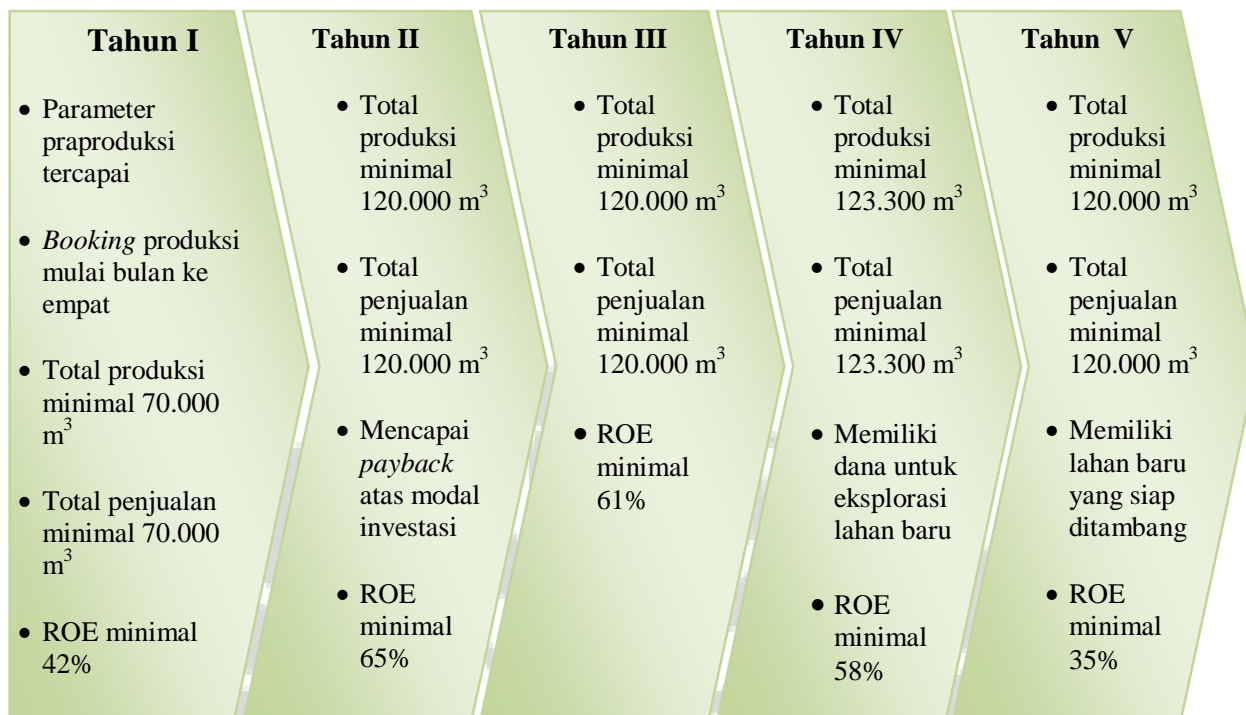 Tahun I
• Parameter
praproduksi
tercapai
• Booking produksi
mulai bulan ke
empat
• Total produksi
minimal 70.000
m³
• Total penjualan
minimal 70.000
m³
• ROE minimal
42%
Tahun II
• Total
produksi
minimal
120.000 m³
• Total
penjualan
minimal
120.000 m³
• Mencapai
payback
atas modal
investasi
• ROE
minimal
65%
Tahun III
• Total
produksi
minimal
120.000 m³
• Total
penjualan
minimal
120.000 m³
• ROE
minimal
61%
Tahun IV
• Total
produksi
minimal
123.300 m³
• Total
penjualan
minimal
123.300 m³
• Memiliki
dana untuk
eksplorasi
lahan baru
• ROE
minimal
58%
Tahun V
• Total
produksi
minimal
120.000 m³
• Total
penjualan
minimal
120.000 m³
• Memiliki
lahan baru
yang siap
ditambang
• ROE
minimal
35%